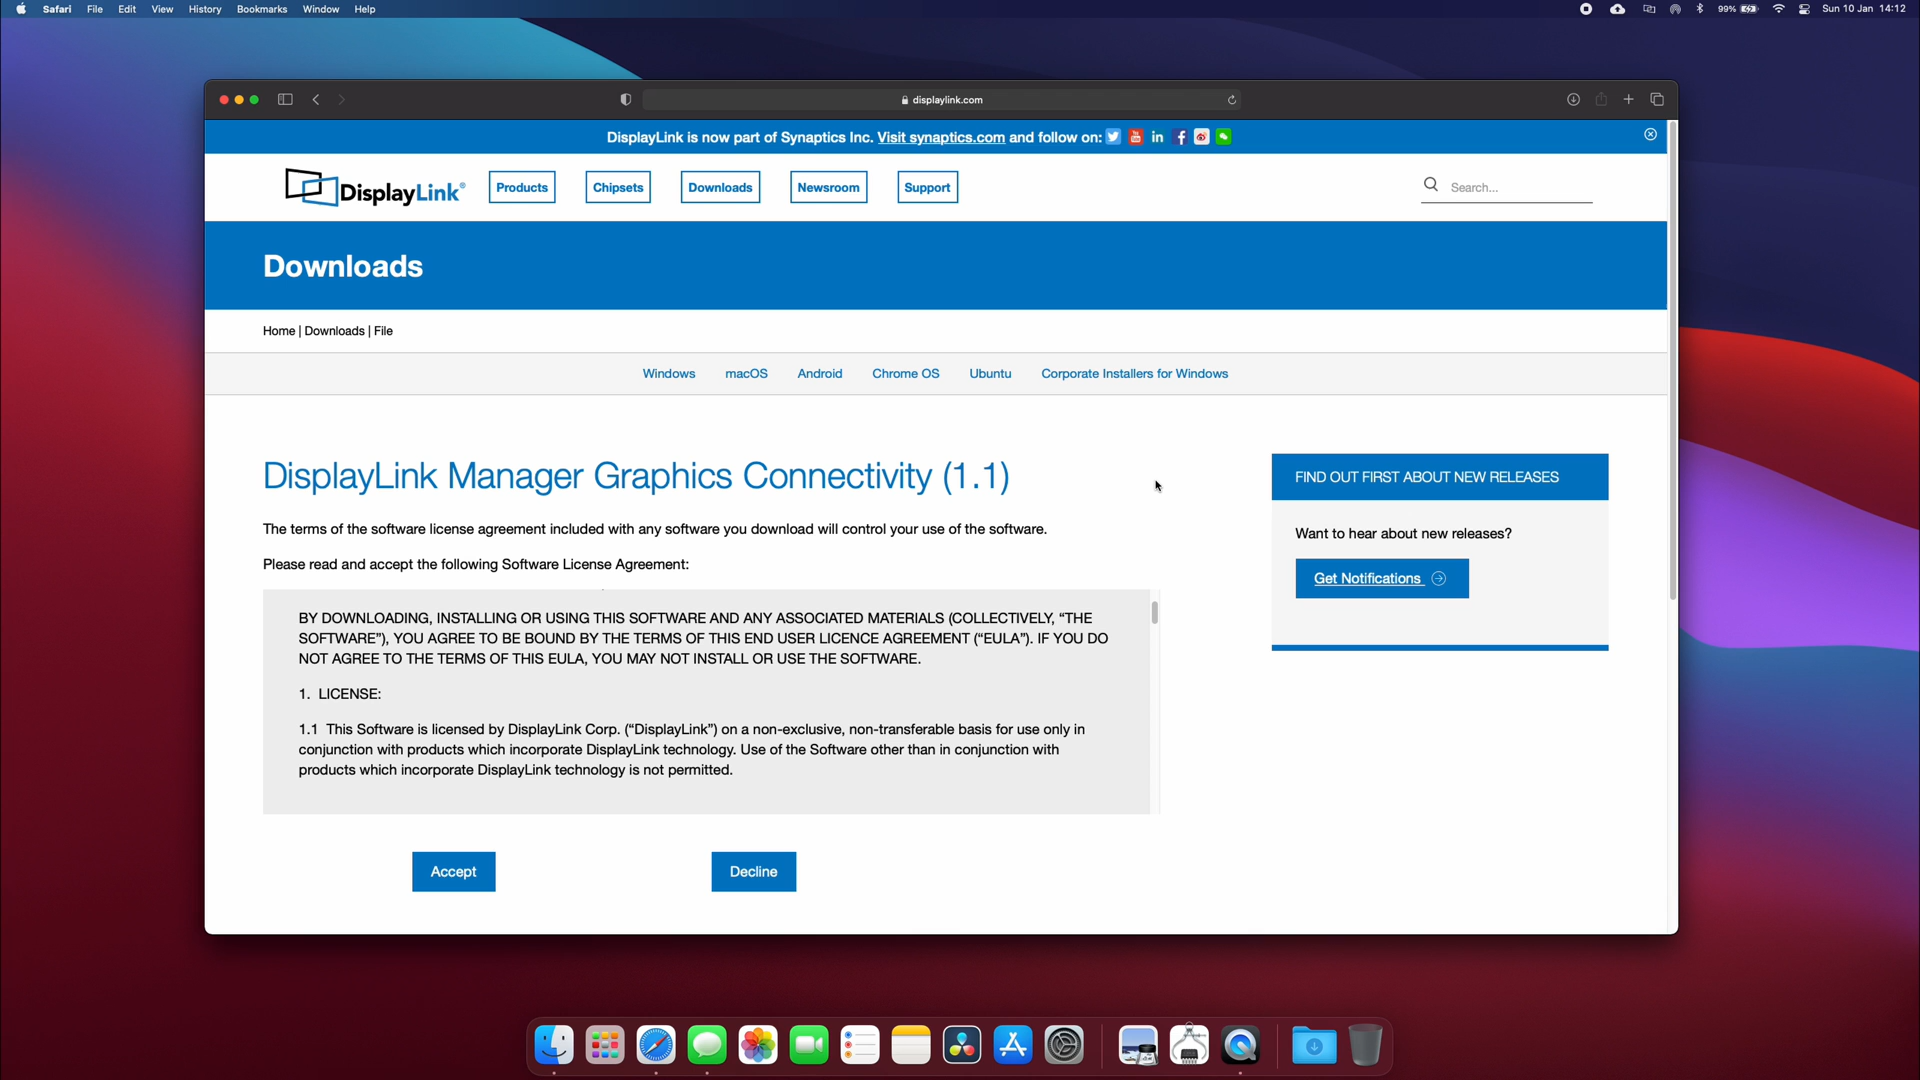 Safari File Edit View History Bookmarks Window Help 99% Sun 10 Jan 14:12
displaylink.com
DisplayLink is now part of Synaptics Inc. Visit synaptics.com and follow on:
DisplayLink® Products Chipsets Downloads Newsroom Support Search...
Downloads
Home | Downloads | File
Windows macOS Android Chrome OS Ubuntu Corporate Installers for Windows
DisplayLink Manager Graphics Connectivity (1.1)
The terms of the software license agreement included with any software you download will control your use of the software.
Please read and accept the following Software License Agreement:
BY DOWNLOADING, INSTALLING OR USING THIS SOFTWARE AND ANY ASSOCIATED MATERIALS (COLLECTIVELY, “THE
SOFTWARE”), YOU AGREE TO BE BOUND BY THE TERMS OF THIS END USER LICENCE AGREEMENT (“EULA”). IF YOU DO
NOT AGREE TO THE TERMS OF THIS EULA, YOU MAY NOT INSTALL OR USE THE SOFTWARE.
1. LICENSE:
1.1 This Software is licensed by DisplayLink Corp. (“DisplayLink”) on a non-exclusive, non-transferable basis for use only in
conjunction with products which incorporate DisplayLink technology. Use of the Software other than in conjunction with
products which incorporate DisplayLink technology is not permitted.
Accept Decline
FIND OUT FIRST ABOUT NEW RELEASES
Want to hear about new releases?
Get Notifications